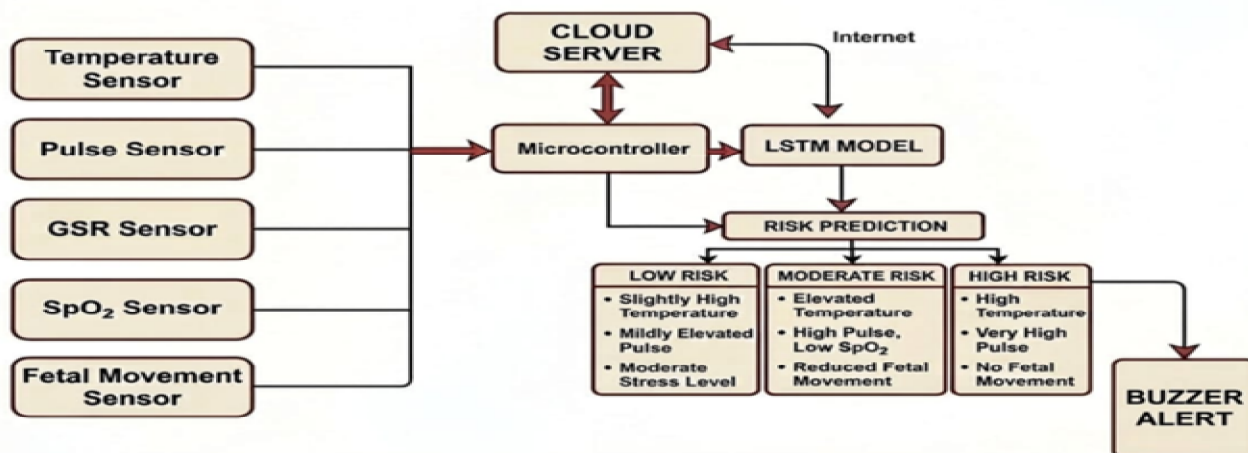 Temperature
Sensor
Pulse Sensor
GSR Sensor
SpO₂ Sensor
Fetal Movement
Sensor
CLOUD
SERVER
Internet
Microcontroller
LSTM MODEL
RISK PREDICTION
LOW RISK
• Slightly High
Temperature
• Mildly Elevated
Pulse
• Moderate
Stress Level
MODERATE RISK
• Elevated
Temperature
• High Pulse,
Low SpO₂
• Reduced Fetal
Movement
HIGH RISK
• High
Temperature
• Very High
Pulse
• No Fetal
Movement
BUZZER
ALERT